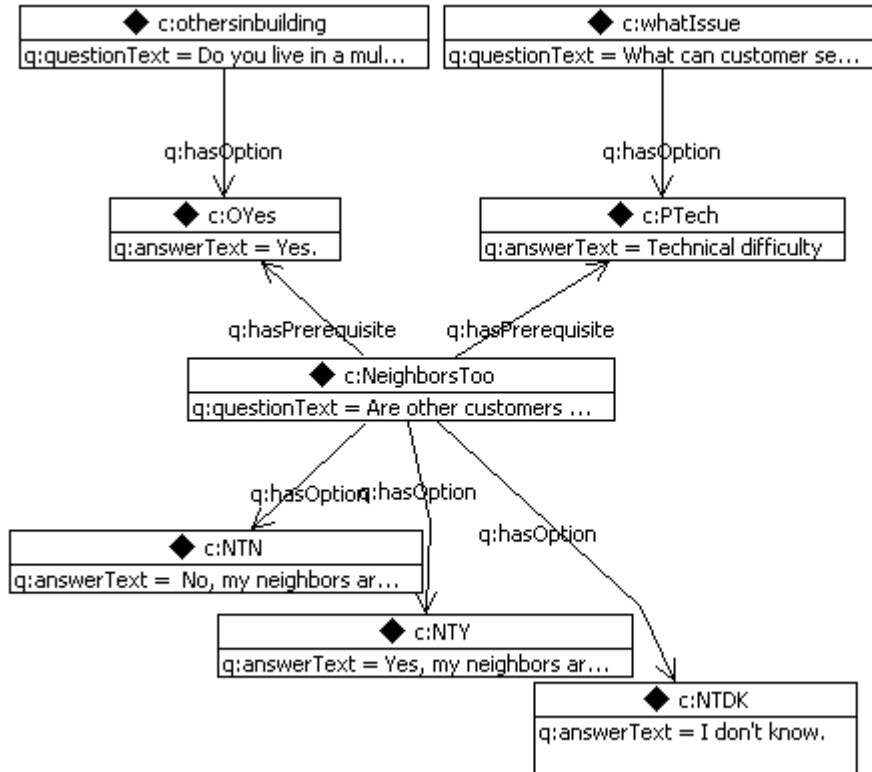 c:othersinbuilding
q:questionText = Do you live in a mul...
c:whatIssue
q:questionText = What can customer se...
q:hasOption
q:hasOption
c:OYes
q:answerText = Yes.
c:PTech
q:answerText = Technical difficulty
q:hasPrerequisite
q:hasPrerequisite
c:NeighborsToo
q:questionText = Are other customers ...
q:hasOption
q:hasOption
q:hasOption
c:NTN
q:answerText = No, my neighbors ar...
c:NTY
q:answerText = Yes, my neighbors ar...
c:NTDK
q:answerText = I don't know.